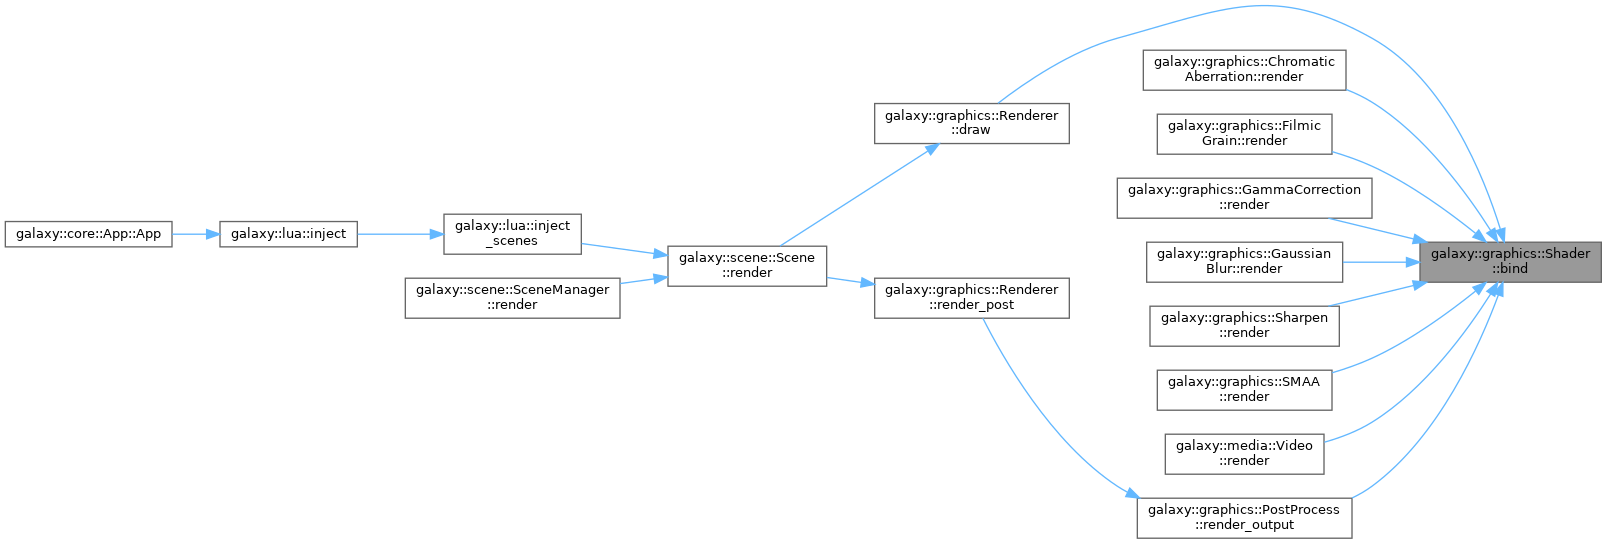 galaxy::core::App::App
galaxy::lua::inject
galaxy::lua::inject
_scenes
galaxy::scene::SceneManager
::render
galaxy::scene::Scene
::render
galaxy::graphics::Renderer
::draw
galaxy::graphics::Renderer
::render_post
galaxy::graphics::Chromatic
Aberration::render
galaxy::graphics::Filmic
Grain::render
galaxy::graphics::GammaCorrection
::render
galaxy::graphics::Gaussian
Blur::render
galaxy::graphics::Sharpen
::render
galaxy::graphics::SMAA
::render
galaxy::media::Video
::render
galaxy::graphics::PostProcess
::render_output
galaxy::graphics::Shader
::bind